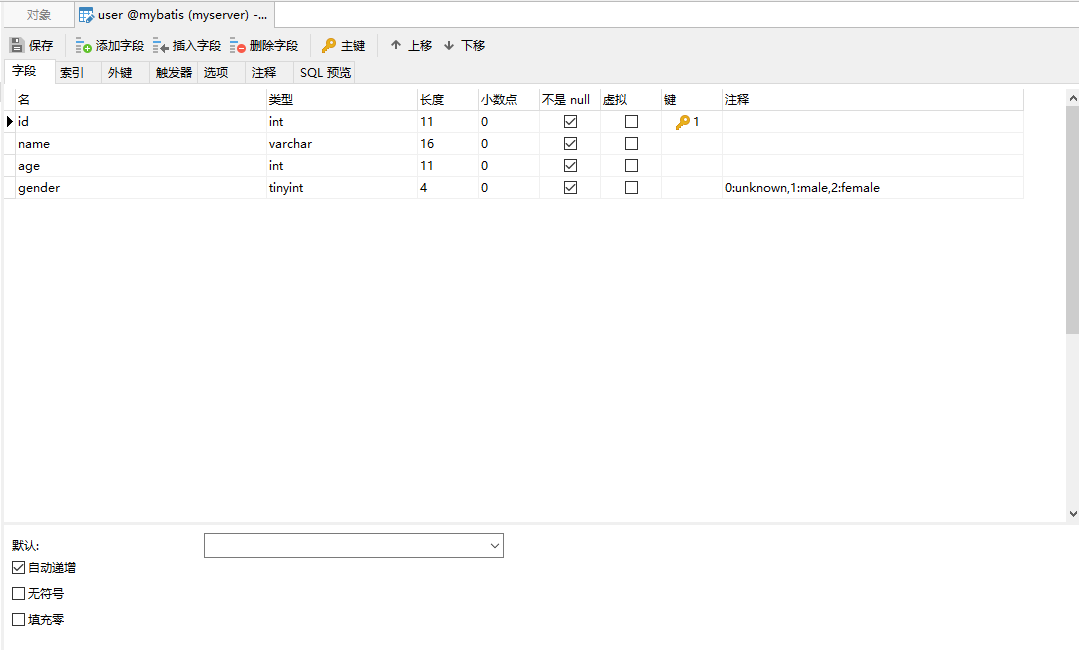 对象 user @mybatis (myserver) -...
保存 添加字段 插入字段 删除字段 主键 上移 下移
字段 索引 外键 触发器 选项 注释 SQL 预览
名 类型 长度 小数点 不是 null 虚拟 键 注释
id int 11 0 1
name varchar 16 0
age int 11 0
gender tinyint 4 0 0:unknown,1:male,2:female
默认:
自动递增
无符号
填充零